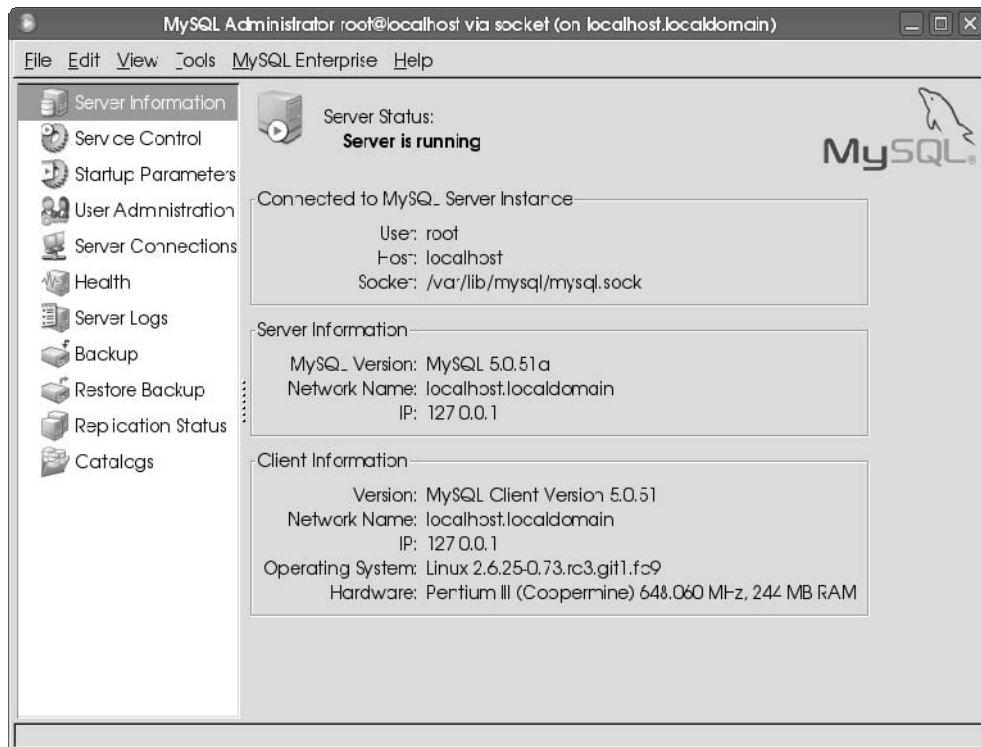 MySQL Administrator root@localhost via socket (on localhost.localdomain)
File Edit View Tools MySQL Enterprise Help
Server Information
Service Control
Startup Parameters
User Administration
Server Connections
Health
Server Logs
Backup
Restore Backup
Replication Status
Catalogs
Server Status:
Server is running
MySQL®
Connected to MySQL Server Instance
User: root
Host: localhost
Socket: /var/lib/mysql/mysql.sock
Server Information
MySQL Version: MySQL 5.0.51a
Network Name: localhost.localdomain
IP: 127.0.0.1
Client Information
Version: MySQL Client Version 5.0.51
Network Name: localhost.localdomain
IP: 127.0.0.1
Operating System: Linux 2.6.25-0.73.rc3.git1.fc9
Hardware: Pentium III (Coppermine) 648.060 MHz, 244 MB RAM